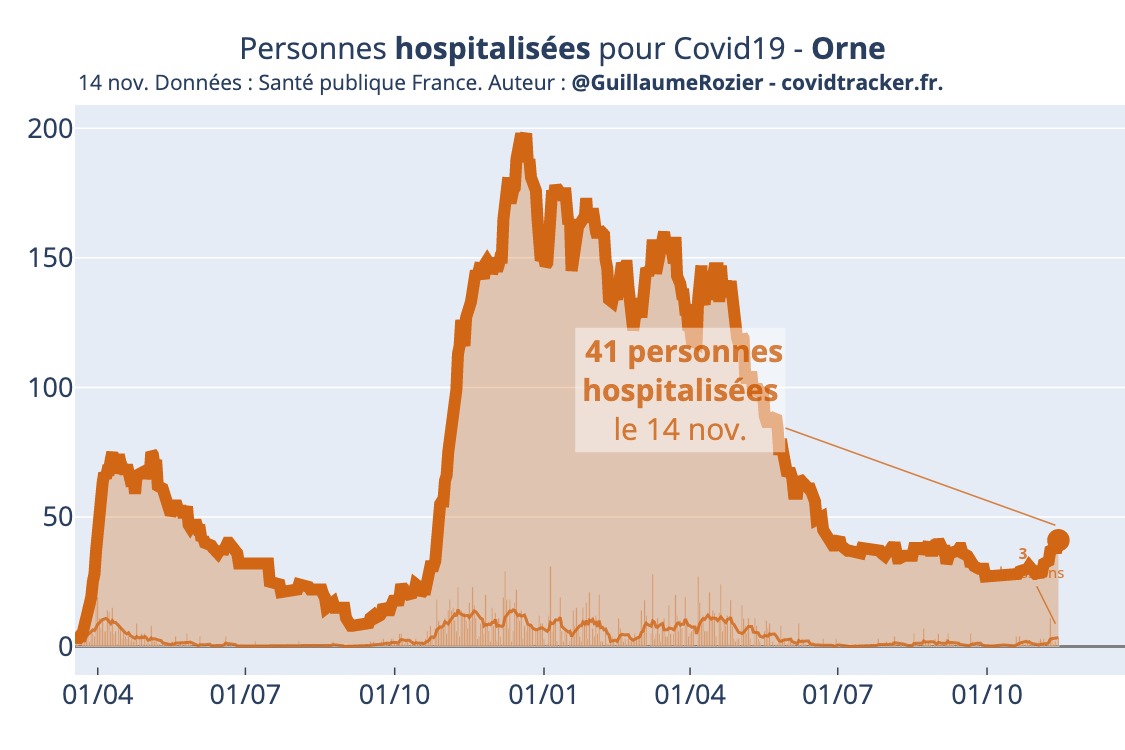 Personnes hospitalisées pour Covid19 - Orne
14 nov. Données : Santé publique France. Auteur : @GuillaumeRozier - covidtracker.fr.
200
150
100
50
0
41 personnes
hospitalisées
le 14 nov.
3
01/04 01/07 01/10 01/01 01/04 01/07 01/10